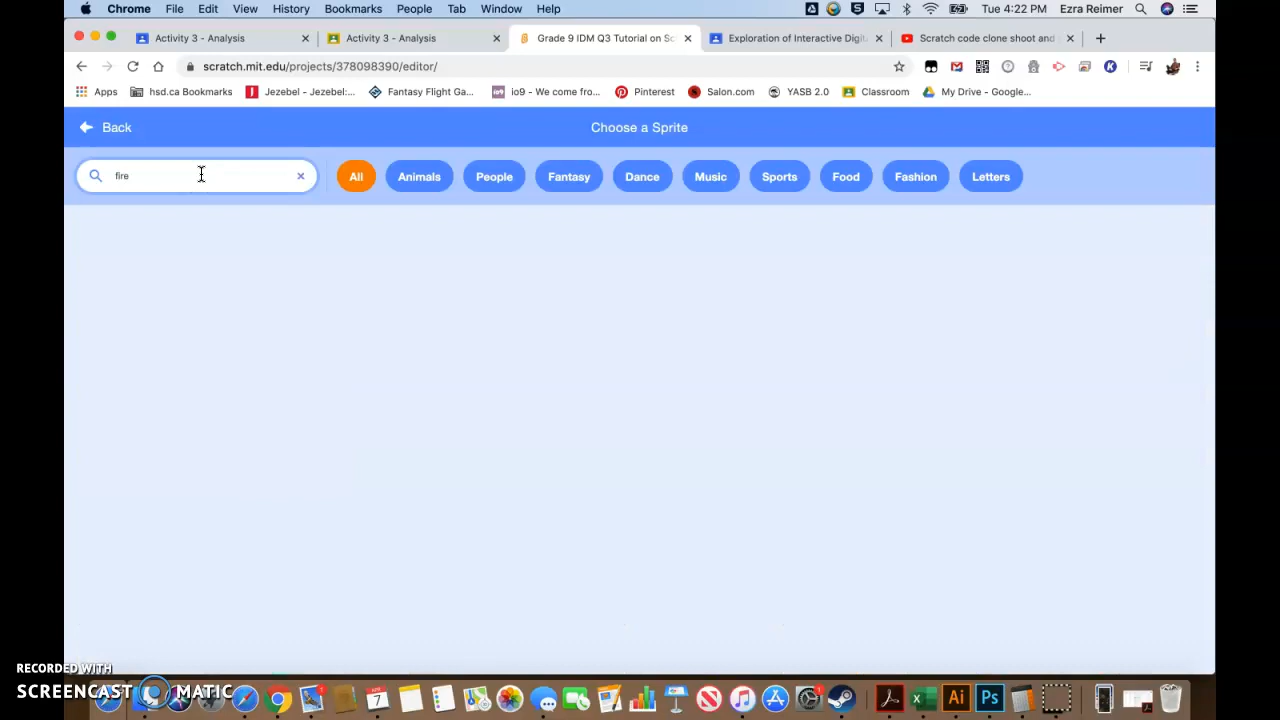 Chrome File Edit View History Bookmarks People Tab Window Help Tue 4:22 PM Ezra Reimer
Activity 3 - Analysis Activity 3 - Analysis Grade 9 IDM Q3 Tutorial on Sc Exploration of Interactive Digita Scratch code clone shoot and
scratch.mit.edu/projects/378098390/editor/
Apps hsd.ca Bookmarks Jezebel - Jezebel:... Fantasy Flight Ga... io9 - We come fro... Pinterest Salon.com YASB 2.0 Classroom My Drive - Google...
Back Choose a Sprite
fire All Animals People Fantasy Dance Music Sports Food Fashion Letters
RECORDED WITH
SCREENCAST MATIC
Ai Ps